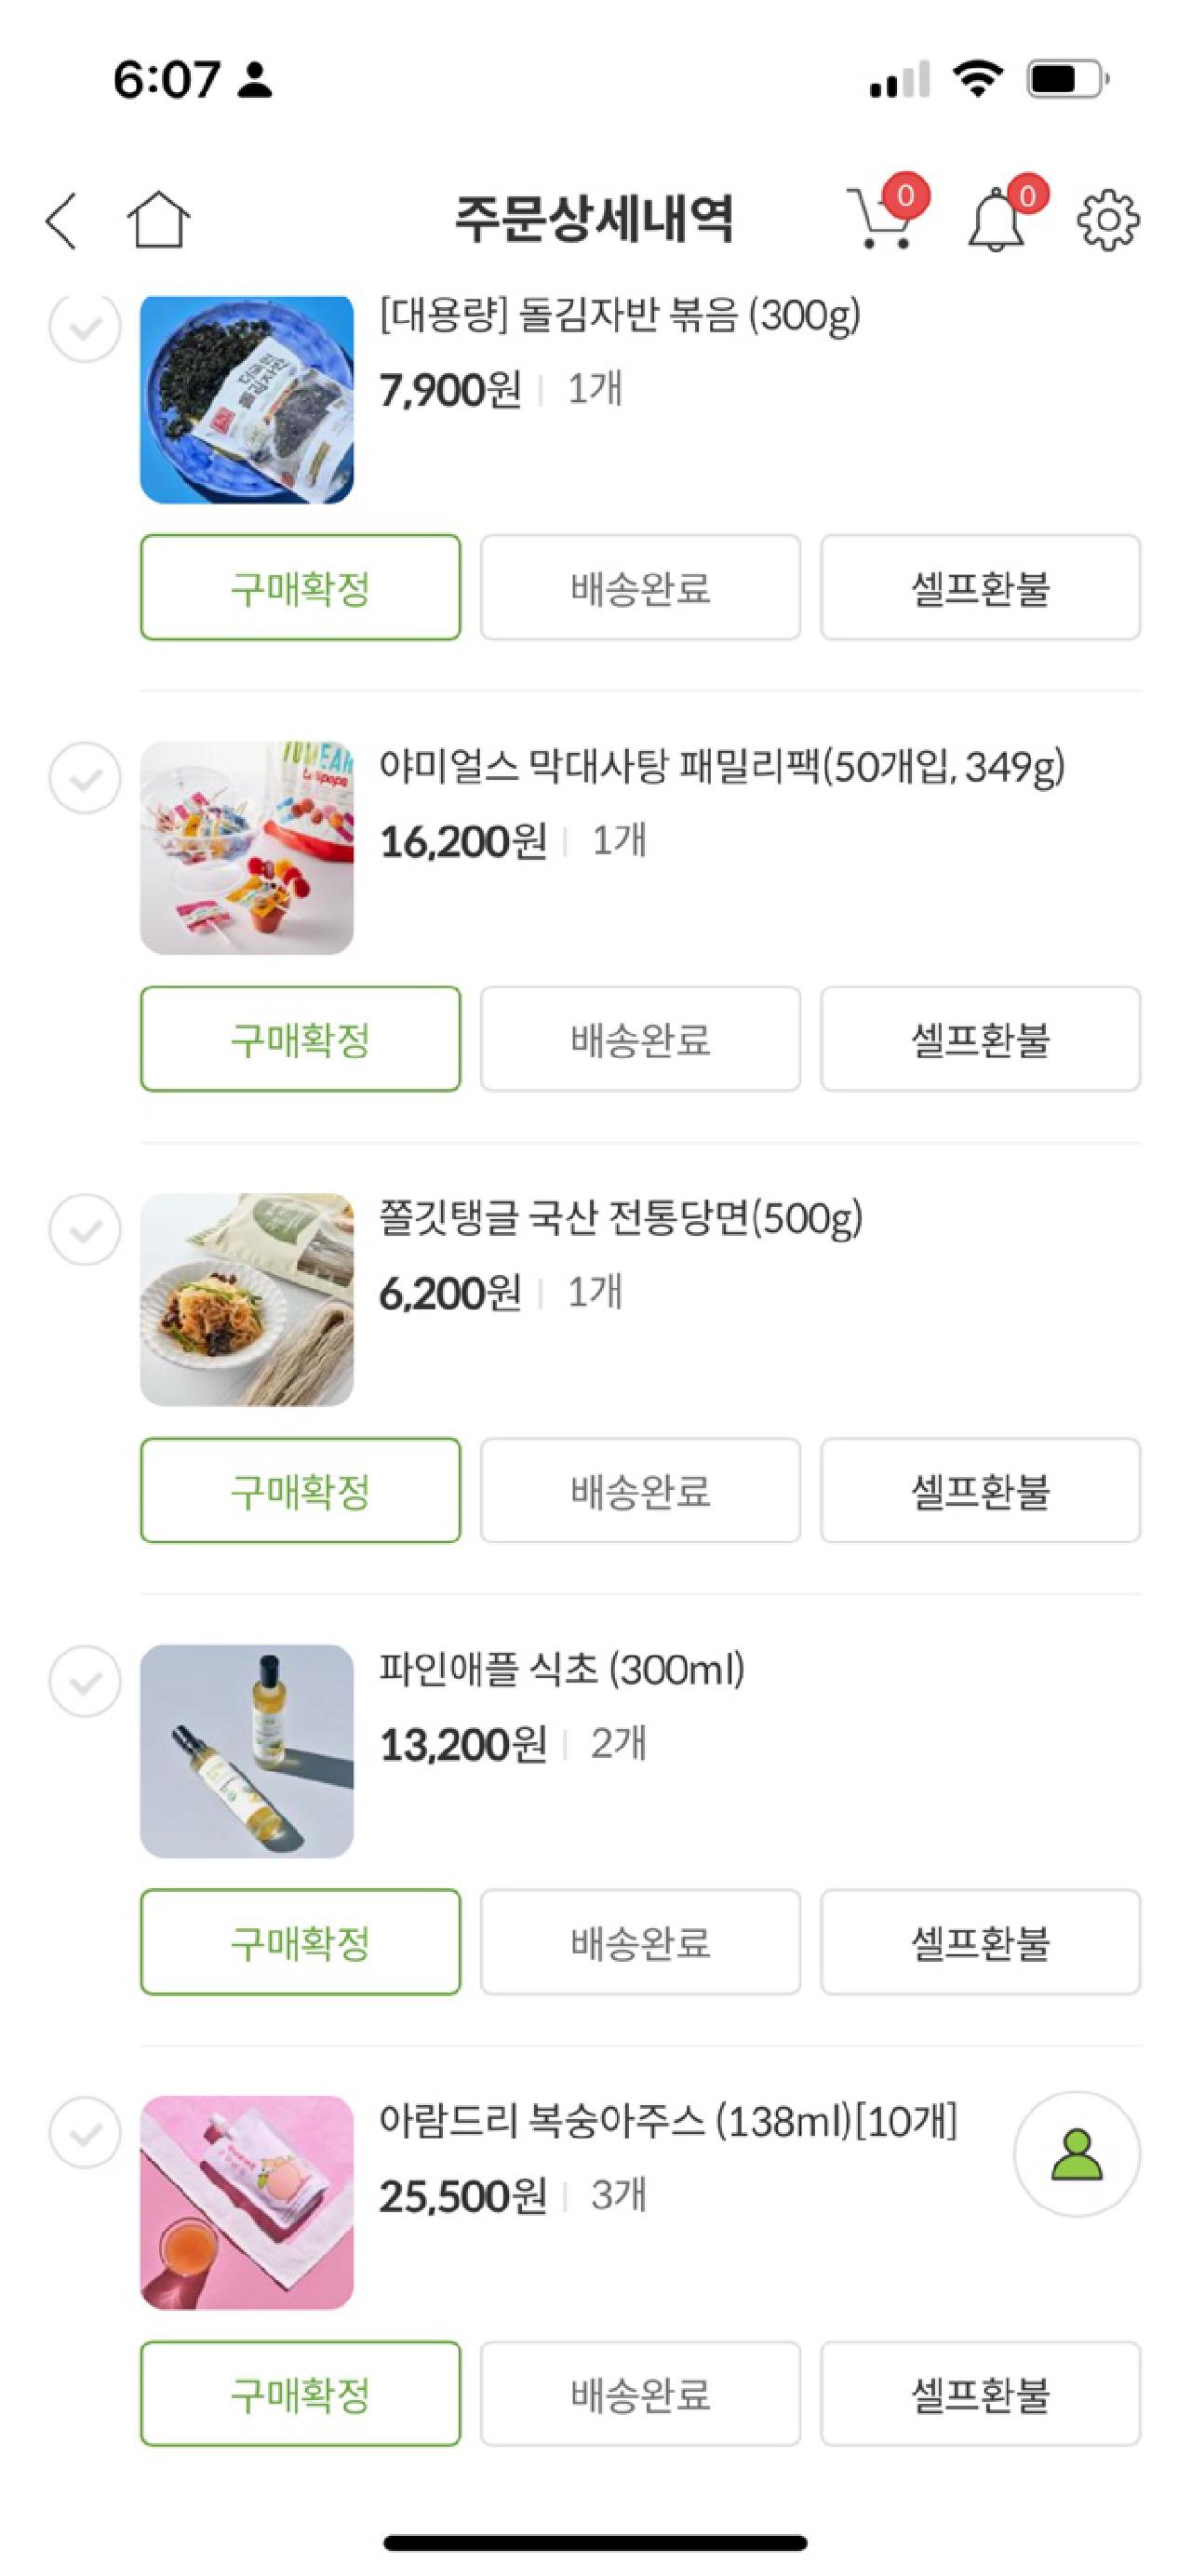 6:07
주문상세내역
0
0
[대용량] 돌김자반 볶음 (300g)
7,900원 1개
구매확정 배송완료 셀프환불
야미얼스 막대사탕 패밀리팩(50개입, 349g)
16,200원 1개
구매확정 배송완료 셀프환불
쫄깃탱글 국산 전통당면(500g)
6,200원 1개
구매확정 배송완료 셀프환불
파인애플 식초 (300ml)
13,200원 2개
구매확정 배송완료 셀프환불
아람드리 복숭아주스 (138ml)[10개]
25,500원 3개
구매확정 배송완료 셀프환불